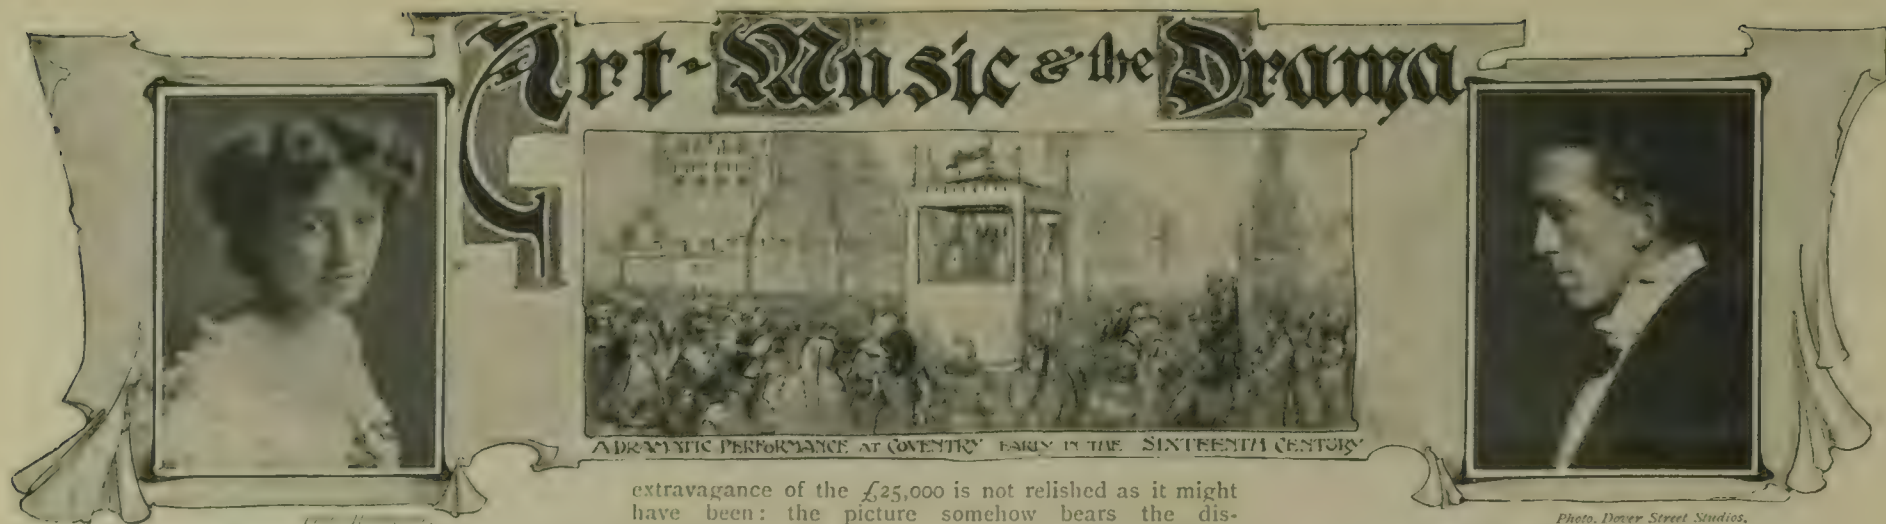 Art-Music & the Drama
A DRAMATIC PERFORMANCE AT COVENTRY EARLY IN THE SIXTEENTH CENTURY
extravagance of the £25,000 is not relished as it might
have been: the picture somehow bears the dis-
Photo. Dover Street Studios.